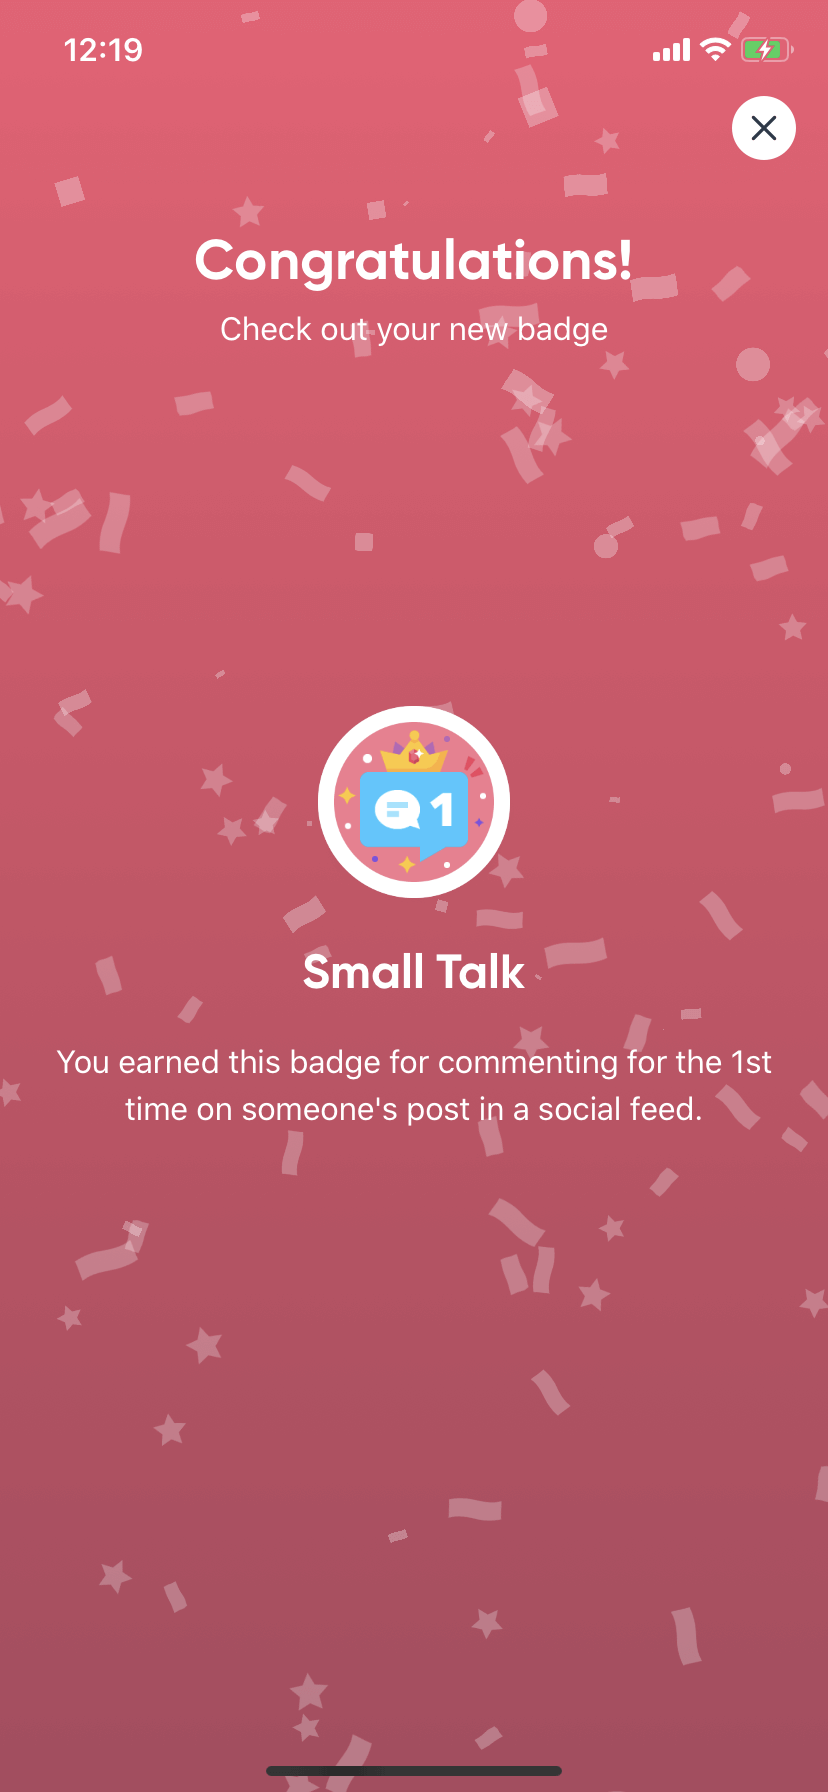 12:19
Congratulations!
Check out your new badge
1
Small Talk
You earned this badge for commenting for the 1st
time on someone's post in a social feed.